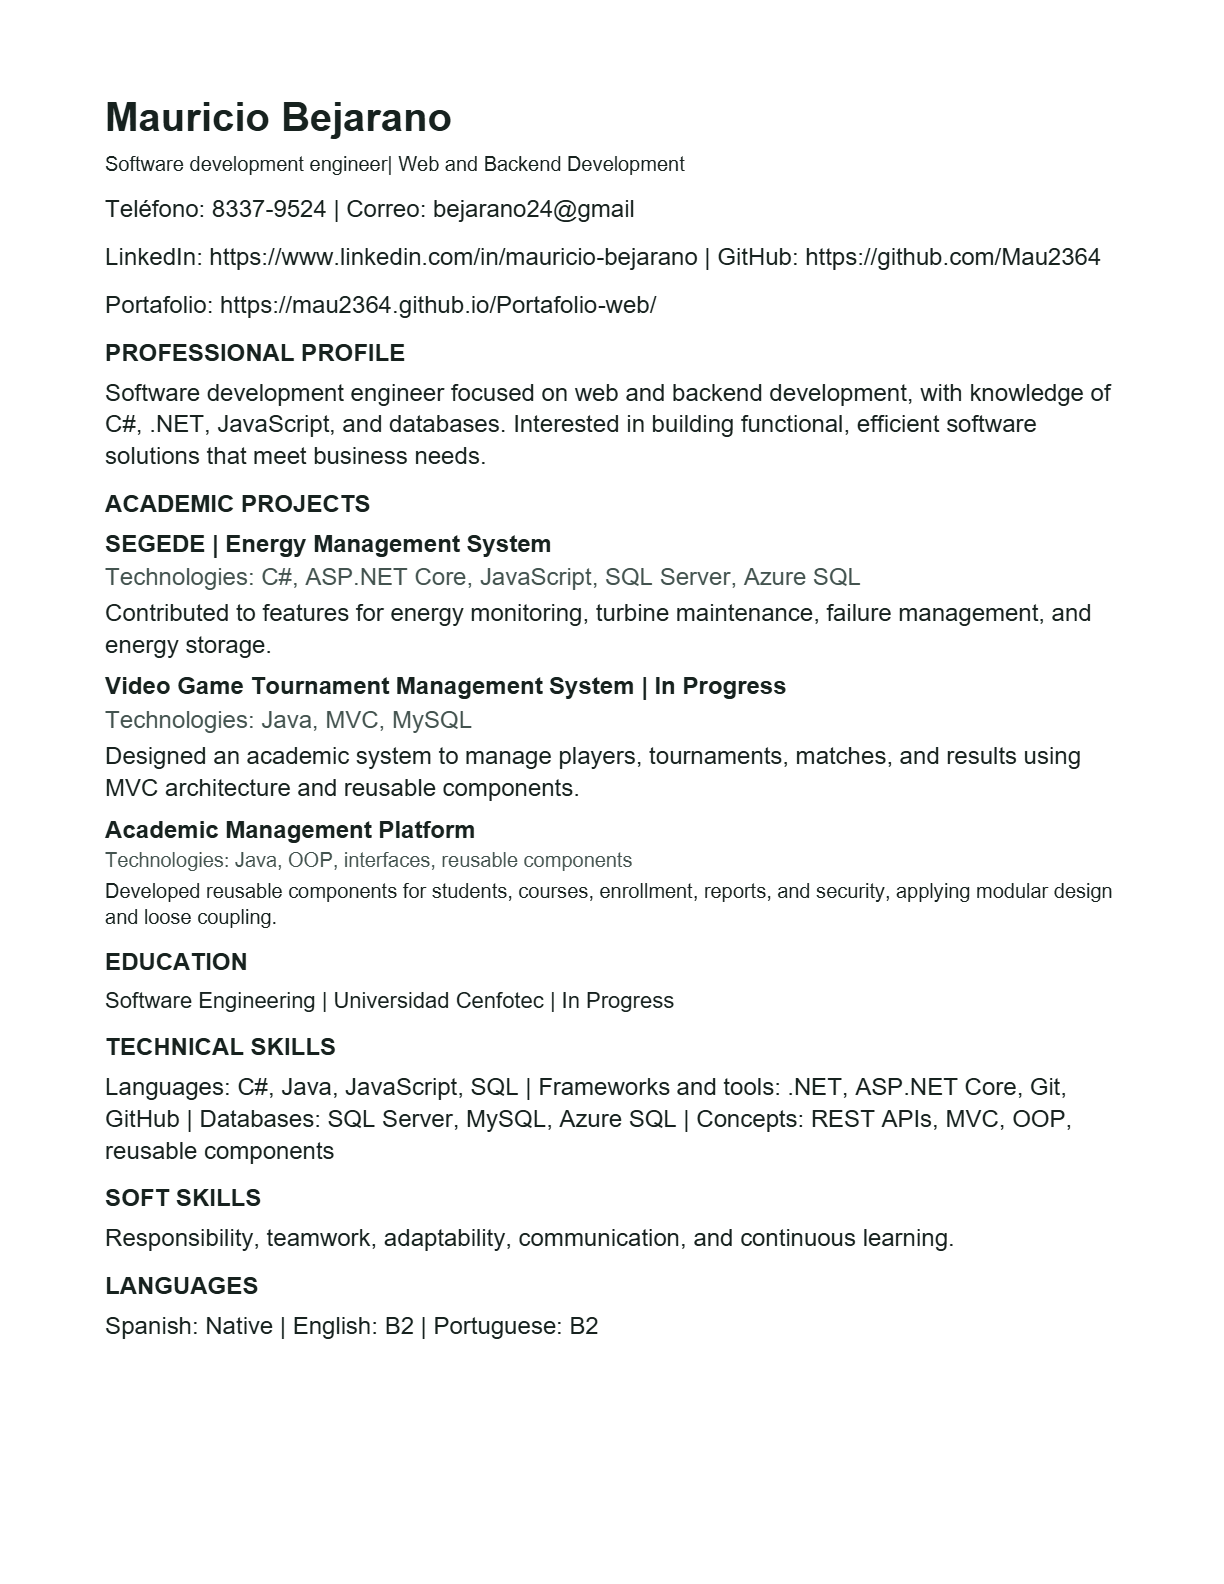 Mauricio Bejarano
Software development engineer| Web and Backend Development
Teléfono: 8337-9524 | Correo: bejarano24@gmail
LinkedIn: https://www.linkedin.com/in/mauricio-bejarano | GitHub: https://github.com/Mau2364
Portafolio: https://mau2364.github.io/Portafolio-web/
PROFESSIONAL PROFILE
Software development engineer focused on web and backend development, with knowledge of
C#, .NET, JavaScript, and databases. Interested in building functional, efficient software
solutions that meet business needs.
ACADEMIC PROJECTS
SEGEDE | Energy Management System
Technologies: C#, ASP.NET Core, JavaScript, SQL Server, Azure SQL
Contributed to features for energy monitoring, turbine maintenance, failure management, and
energy storage.
Video Game Tournament Management System | In Progress
Technologies: Java, MVC, MySQL
Designed an academic system to manage players, tournaments, matches, and results using
MVC architecture and reusable components.
Academic Management Platform
Technologies: Java, OOP, interfaces, reusable components
Developed reusable components for students, courses, enrollment, reports, and security, applying modular design
and loose coupling.
EDUCATION
Software Engineering | Universidad Cenfotec | In Progress
TECHNICAL SKILLS
Languages: C#, Java, JavaScript, SQL | Frameworks and tools: .NET, ASP.NET Core, Git,
GitHub | Databases: SQL Server, MySQL, Azure SQL | Concepts: REST APIs, MVC, OOP,
reusable components
SOFT SKILLS
Responsibility, teamwork, adaptability, communication, and continuous learning.
LANGUAGES
Spanish: Native | English: B2 | Portuguese: B2